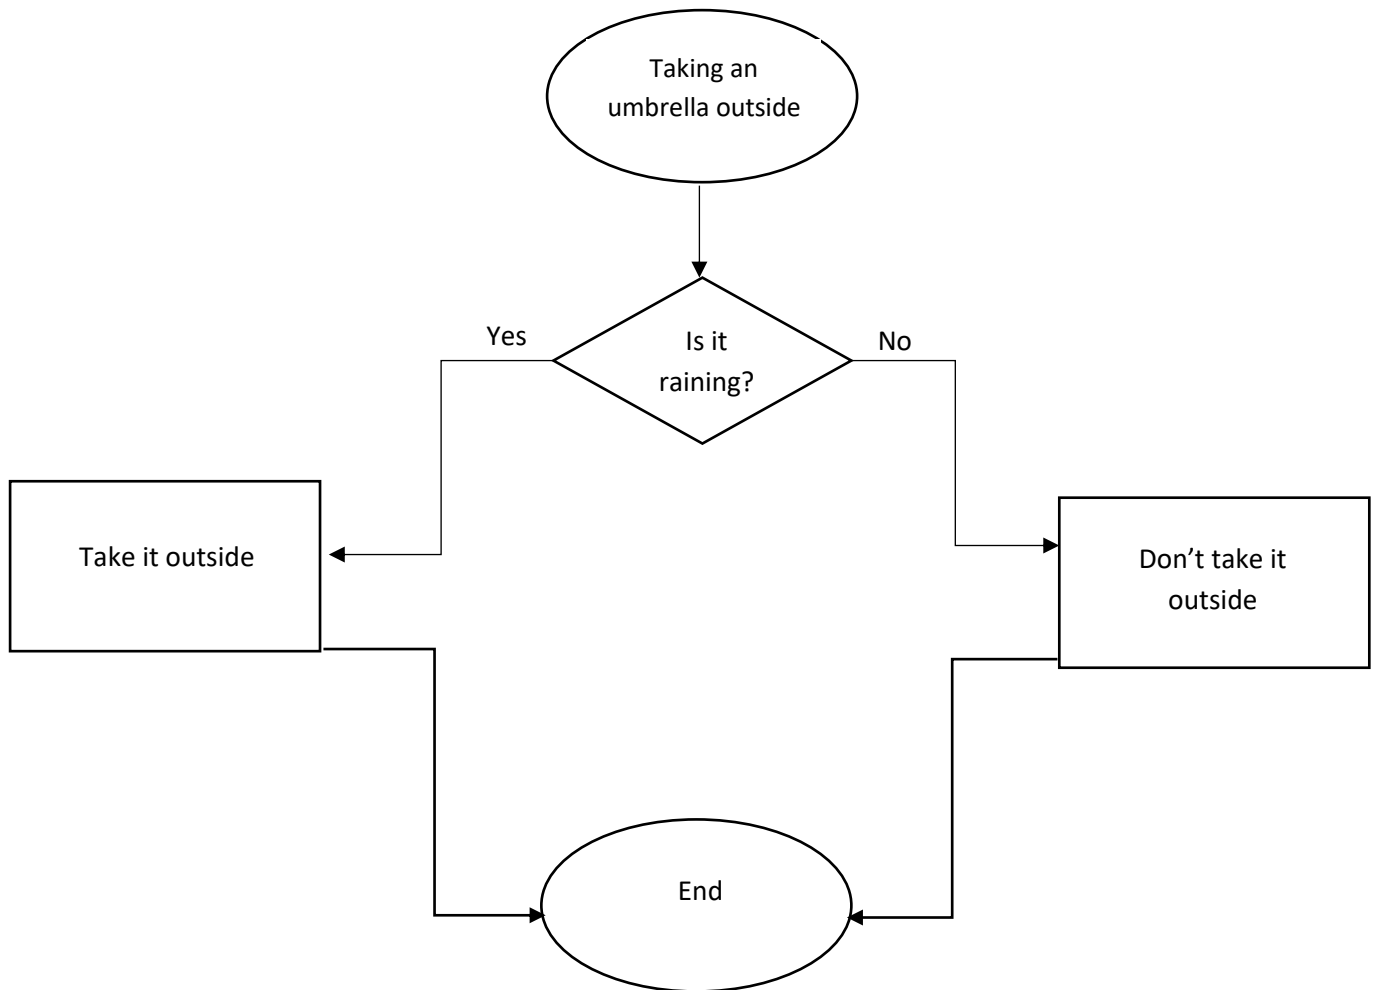 Taking an
umbrella outside
Yes
Is it
raining?
No
Take it outside
Don’t take it
outside
End